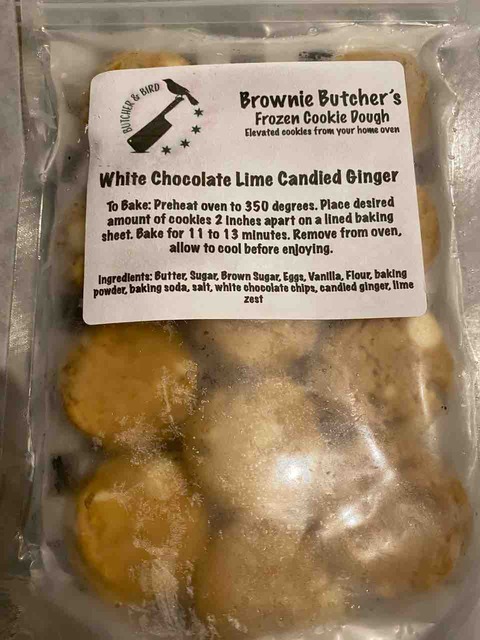 BUTCHER & BIRD
Brownie Butcher's
Frozen Cookie Dough
Elevated cookies from your home oven
White Chocolate Lime Candied Ginger
To Bake: Preheat oven to 350 degrees. Place desired
amount of cookies 2 inches apart on a lined baking
sheet. Bake for 11 to 13 minutes. Remove from oven,
allow to cool before enjoying.
Ingredients: Butter, Sugar, Brown Sugar, Eggs, Vanilla, Flour, baking
powder, baking soda, salt, white chocolate chips, candied ginger, lime
zest